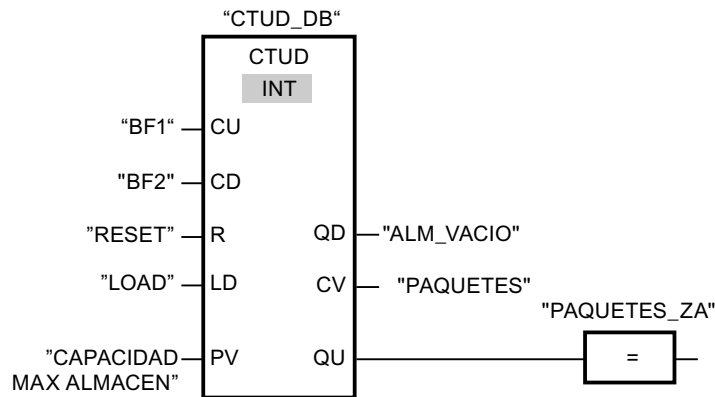 "CTUD_DB“
CTUD
INT
“BF1“ CU
"BF2" CD
”RESET” R QD "ALM_VACIO"
”LOAD” LD CV "PAQUETES"
"PAQUETES_ZA"
"CAPACIDAD PV QU =
MAX ALMACEN”